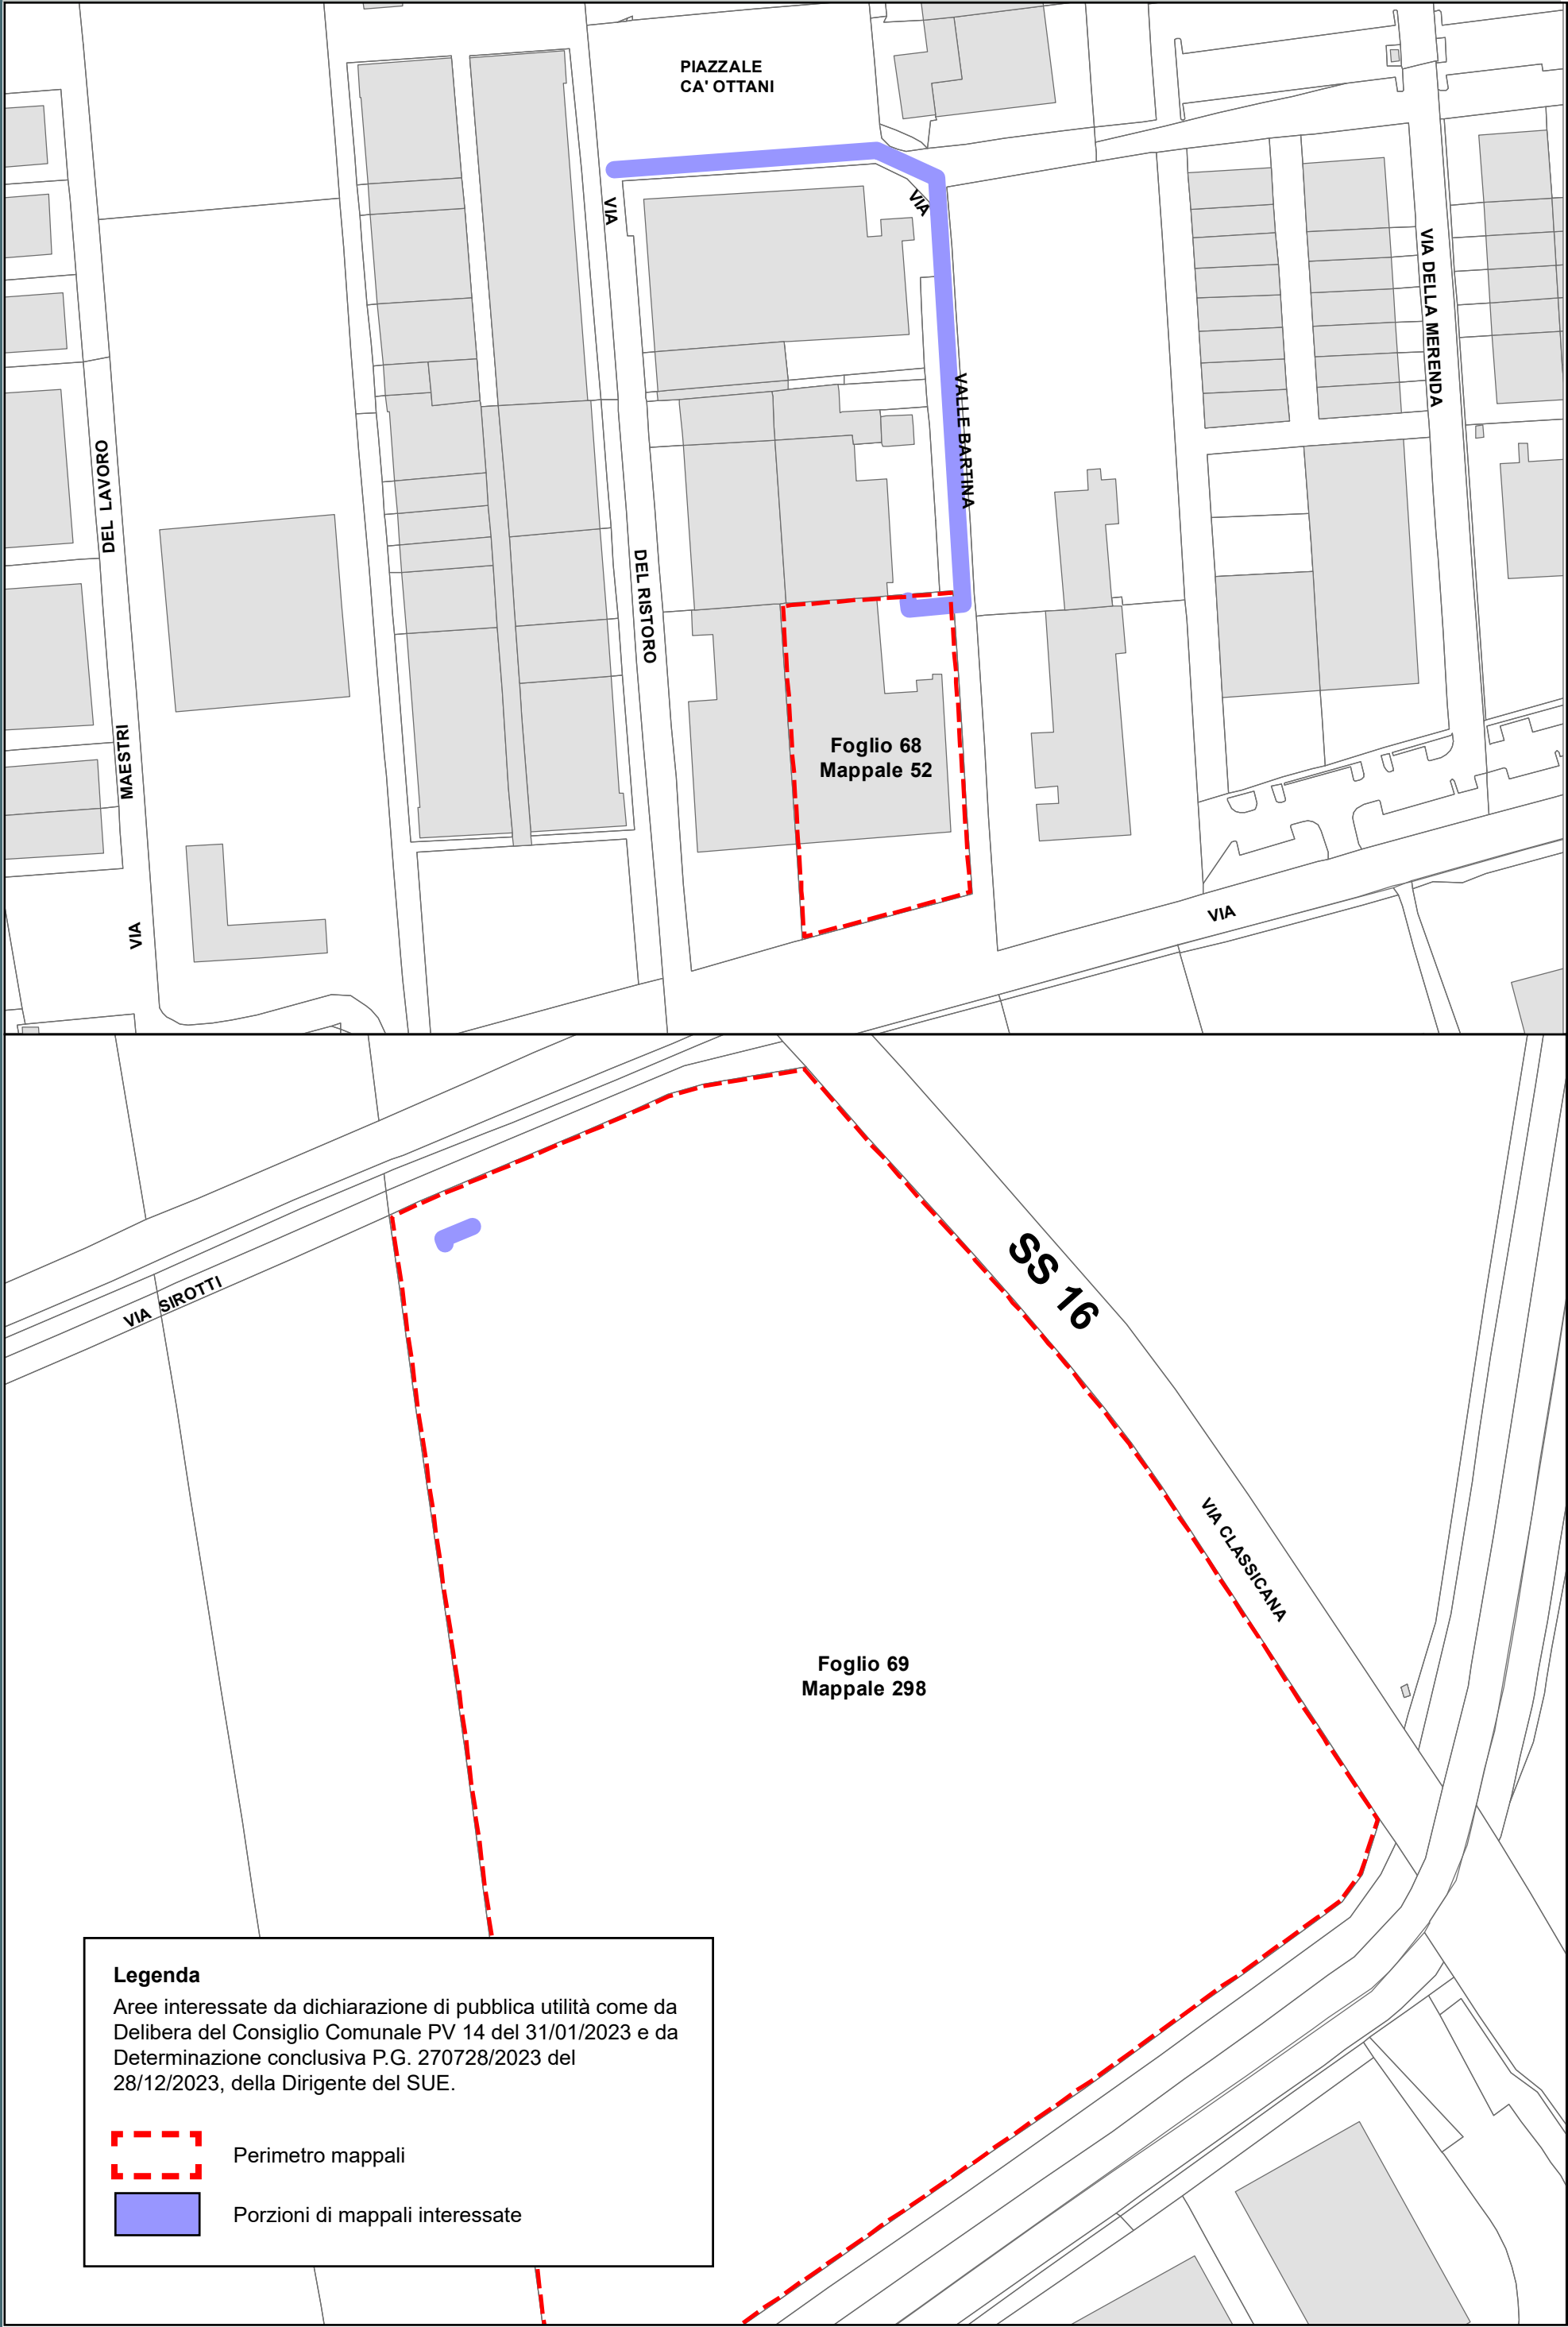 PIAZZALE
CA' OTTANI
VIA
VIA
VIA DELLA MERENDA
VALLE BARTINA
DEL LAVORO
DEL RISTORO
MAESTRI
Foglio 68
Mappale 52
VIA
VIA
SS 16
VIA SIROTTI
VIA CLASSICANA
Foglio 69
Mappale 298
Legenda
Aree interessate da dichiarazione di pubblica utilità come da
Delibera del Consiglio Comunale PV 14 del 31/01/2023 e da
Determinazione conclusiva P.G. 270728/2023 del
28/12/2023, della Dirigente del SUE.
Perimetro mappali
Porzioni di mappali interessate